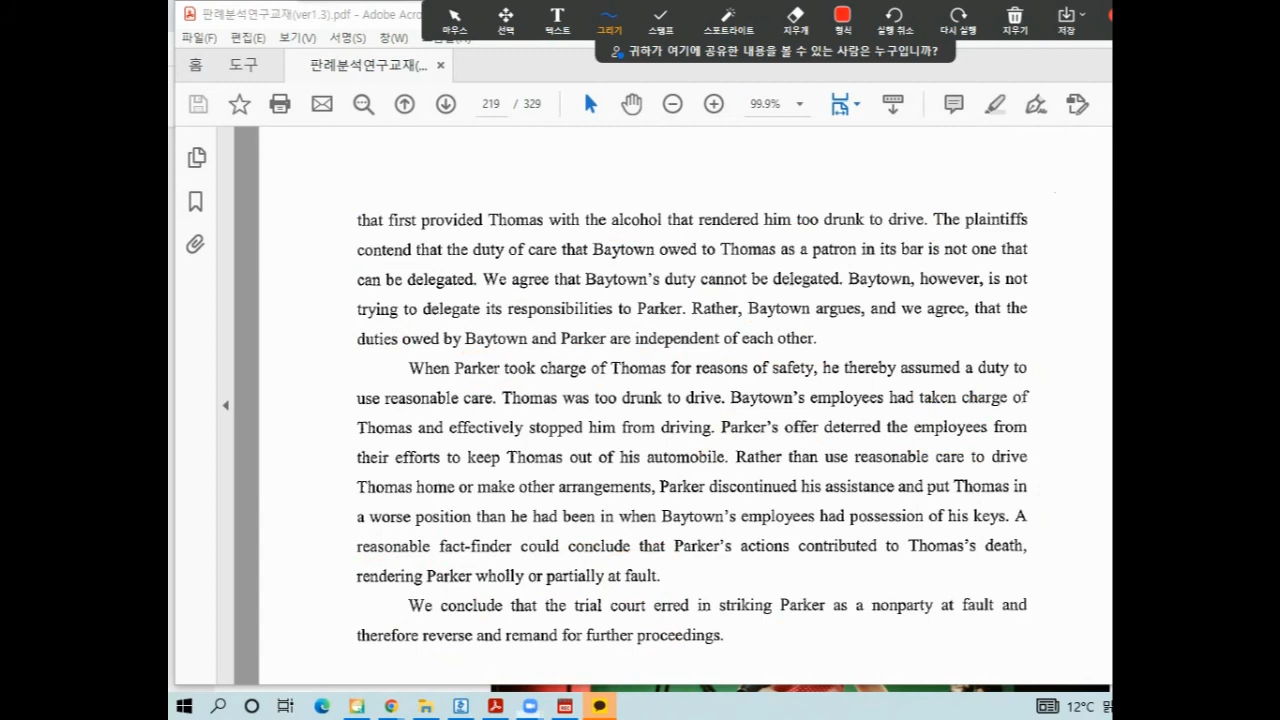 판례분석연구교재(ver1.3).pdf - Adobe Acro
마우스 선택 텍스트 그리기 스탬프 스포트라이트 지우개 형식 실행 취소 다시 실행 지우기 저장
파일(F) 편집(E) 보기(V) 서명(S) 창(W)
귀하가 여기에 공유한 내용을 볼 수 있는 사람은 누구입니까?
홈 도구 판례분석연구교재(... ×
219 / 329 99.9%
that first provided Thomas with the alcohol that rendered him too drunk to drive. The plaintiffs
contend that the duty of care that Baytown owed to Thomas as a patron in its bar is not one that
can be delegated. We agree that Baytown's duty cannot be delegated. Baytown, however, is not
trying to delegate its responsibilities to Parker. Rather, Baytown argues, and we agree, that the
duties owed by Baytown and Parker are independent of each other.
When Parker took charge of Thomas for reasons of safety, he thereby assumed a duty to
use reasonable care. Thomas was too drunk to drive. Baytown's employees had taken charge of
Thomas and effectively stopped him from driving. Parker's offer deterred the employees from
their efforts to keep Thomas out of his automobile. Rather than use reasonable care to drive
Thomas home or make other arrangements, Parker discontinued his assistance and put Thomas in
a worse position than he had been in when Baytown's employees had possession of his keys. A
reasonable fact-finder could conclude that Parker's actions contributed to Thomas's death,
rendering Parker wholly or partially at fault.
We conclude that the trial court erred in striking Parker as a nonparty at fault and
therefore reverse and remand for further proceedings.
12°C